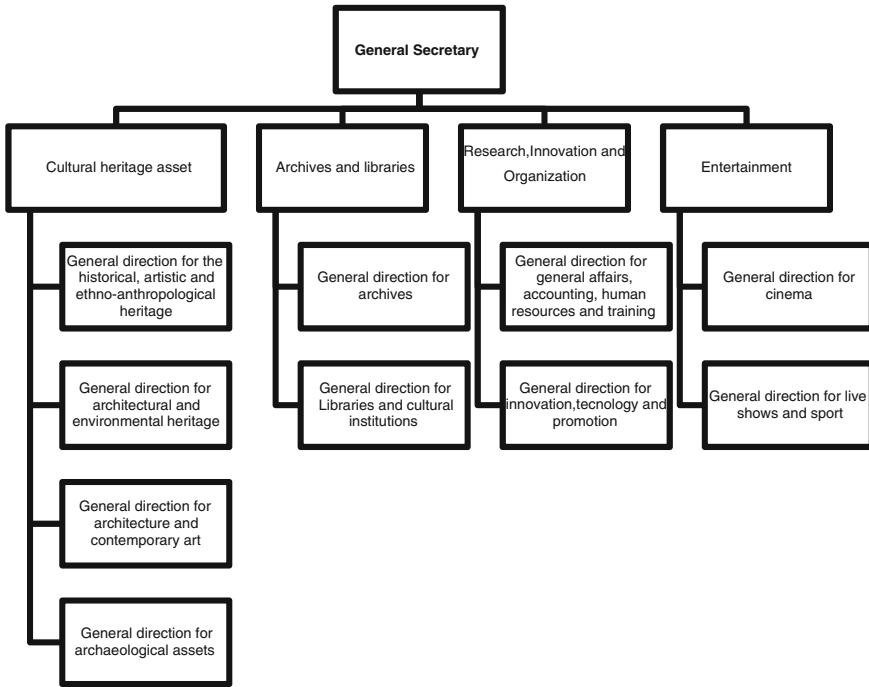 General Secretary
Cultural heritage asset
Archives and libraries
Research,Innovation and
Organization
Entertainment
General direction for the
historical, artistic and
ethno-anthropological
heritage
General direction for
archives
General direction for
general affairs,
accounting, human
resources and training
General direction for
cinema
General direction for
architectural and
environmental heritage
General direction for
Libraries and cultural
institutions
General direction for
innovation,tecnology and
promotion
General direction for live
shows and sport
General direction for
architecture and
contemporary art
General direction for
archaeological assets